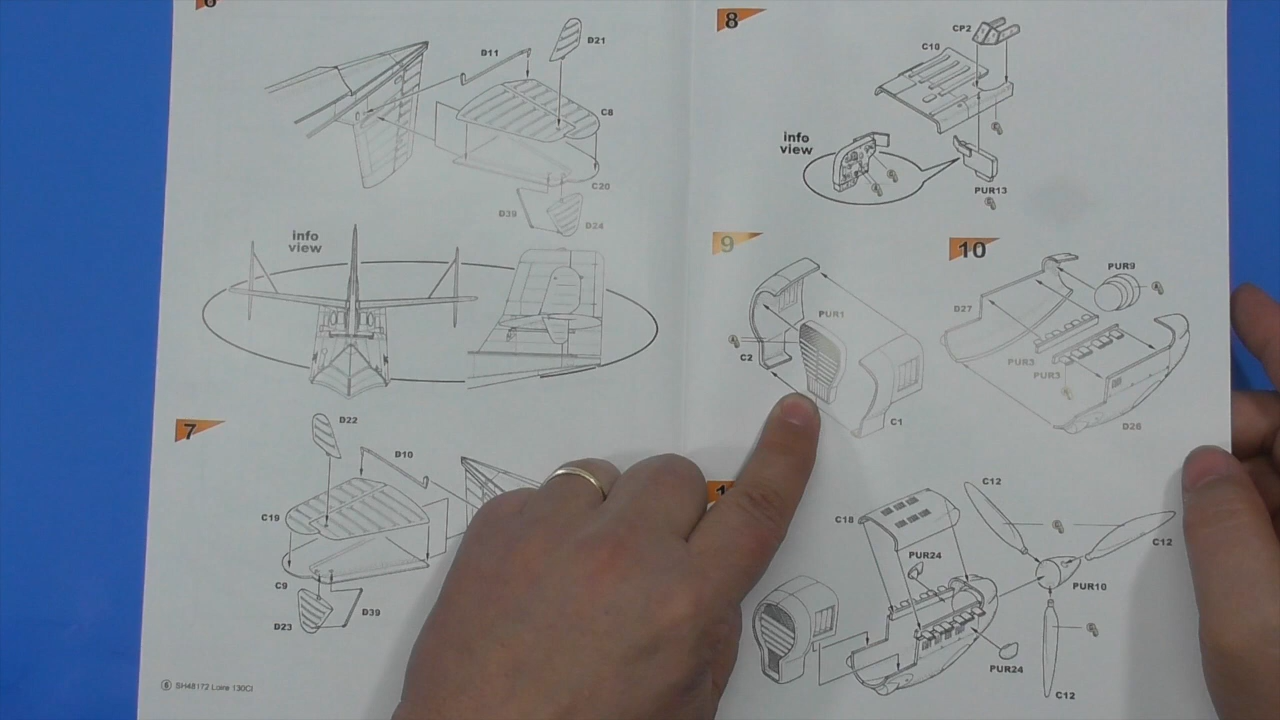 6
D21
D11
C8
C20
D39
D24
info
view
7
D22
D10
C19
C9
D39
D23
6 SH48172 Loire 130Cl
8
CP2
C10
info
view
PUR13
9
PUR1
C2
C1
10
PUR9
D27
PUR3
PUR3
D26
C12
C18
C12
PUR24
PUR10
PUR24
C12